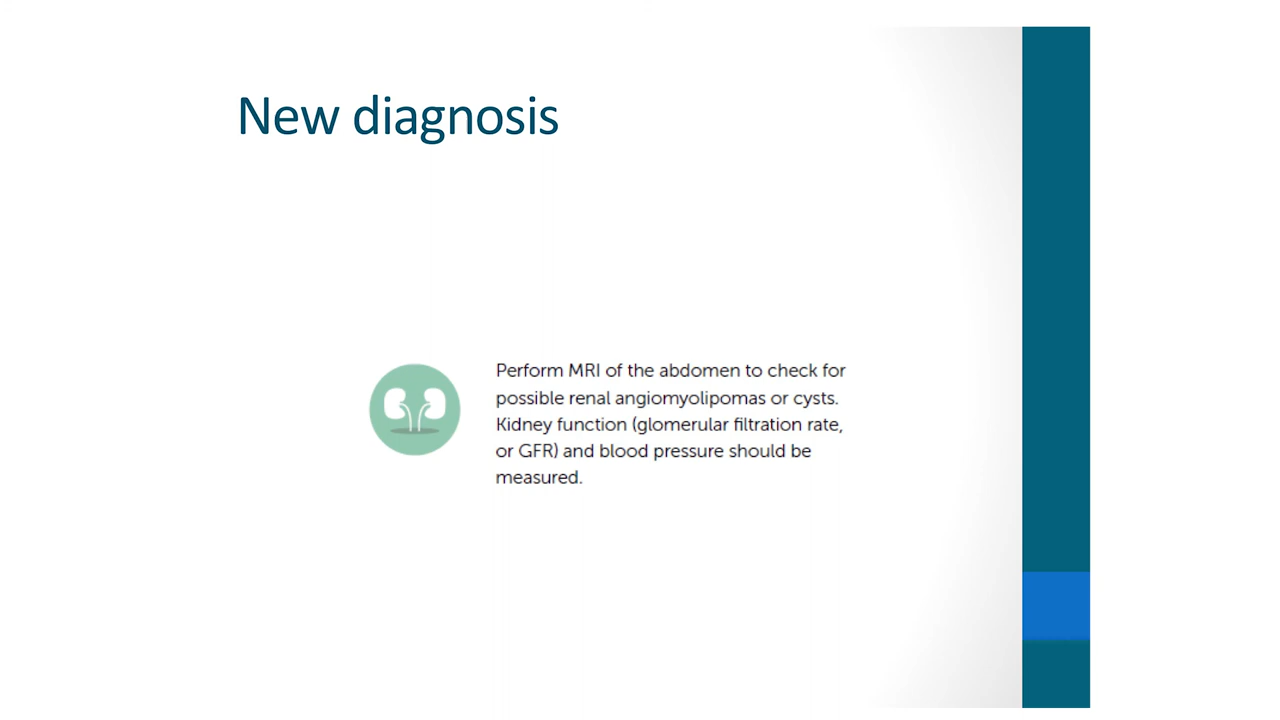 New diagnosis
Perform MRI of the abdomen to check for
possible renal angiomyolipomas or cysts.
Kidney function (glomerular filtration rate,
or GFR) and blood pressure should be
measured.